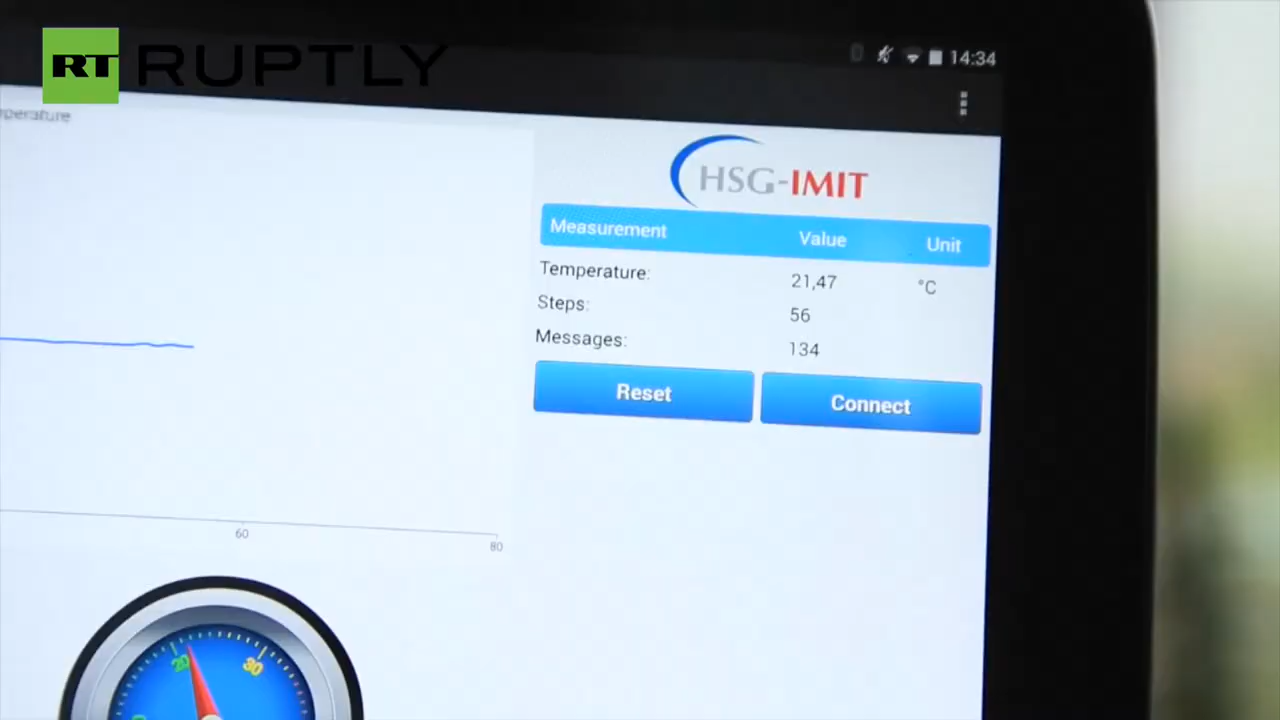 RT RUPTLY
14:34
perature
HSG-IMIT
Measurement Value Unit
Temperature: 21,47 °C
Steps: 56
Messages: 134
Reset Connect
60 80
20 30